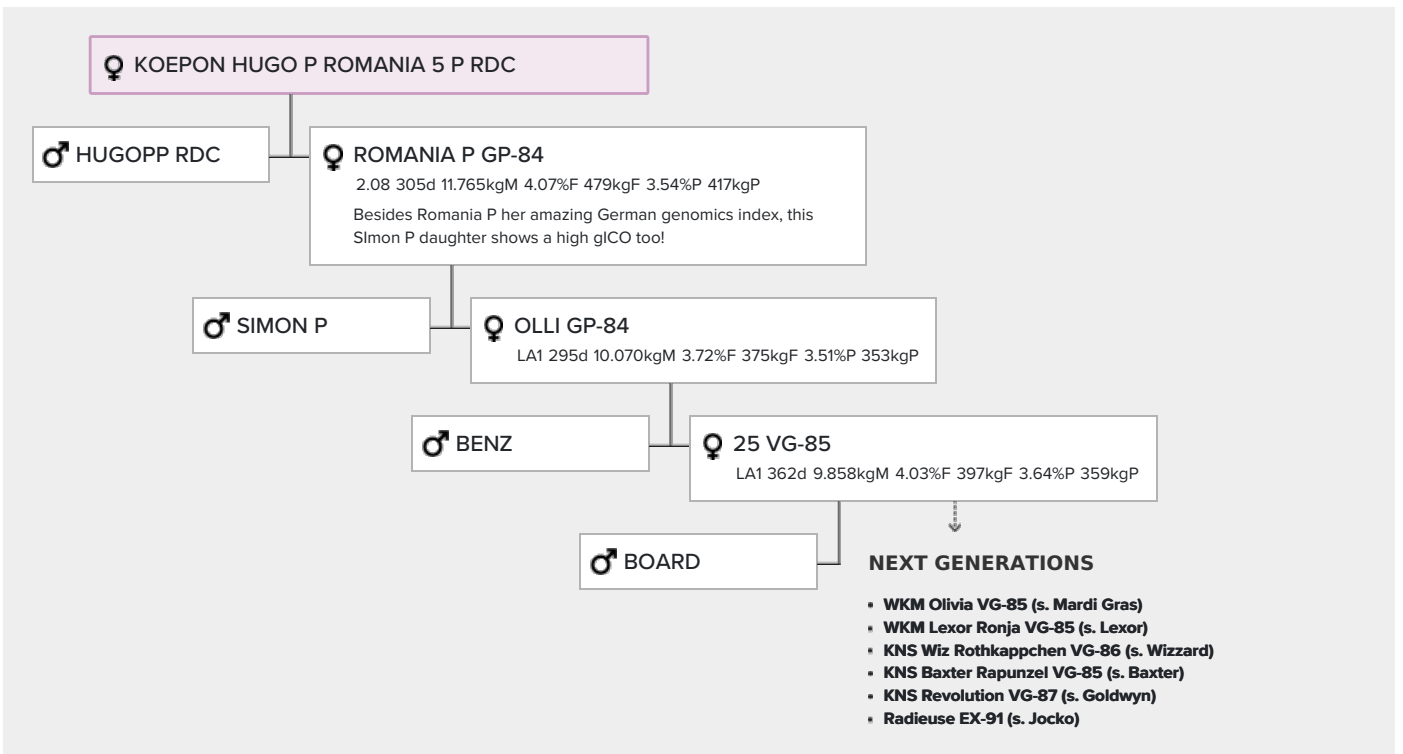 KOEPON HUGO P ROMANIA 5 P RDC
HUGOPP RDC
ROMANIA P GP-84
2.08 305d 11.765kgM 4.07%F 479kgF 3.54%P 417kgP
Besides Romania P her amazing German genomics index, this
SImon P daughter shows a high gICO too!
SIMON P
OLLI GP-84
LA1 295d 10.070kgM 3.72%F 375kgF 3.51%P 353kgP
BENZ
25 VG-85
LA1 362d 9.858kgM 4.03%F 397kgF 3.64%P 359kgP
BOARD
NEXT GENERATIONS
• WKM Olivia VG-85 (s. Mardi Gras)
• WKM Lexor Ronja VG-85 (s. Lexor)
• KNS Wiz Rothkappchen VG-86 (s. Wizzard)
• KNS Baxter Rapunzel VG-85 (s. Baxter)
• KNS Revolution VG-87 (s. Goldwyn)
• Radieuse EX-91 (s. Jocko)